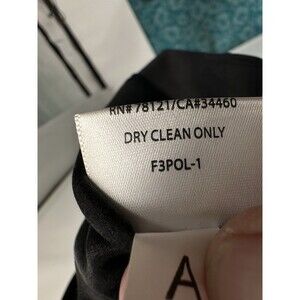 RN# 78121/CA#34460
DRY CLEAN ONLY
F3POL-1
A